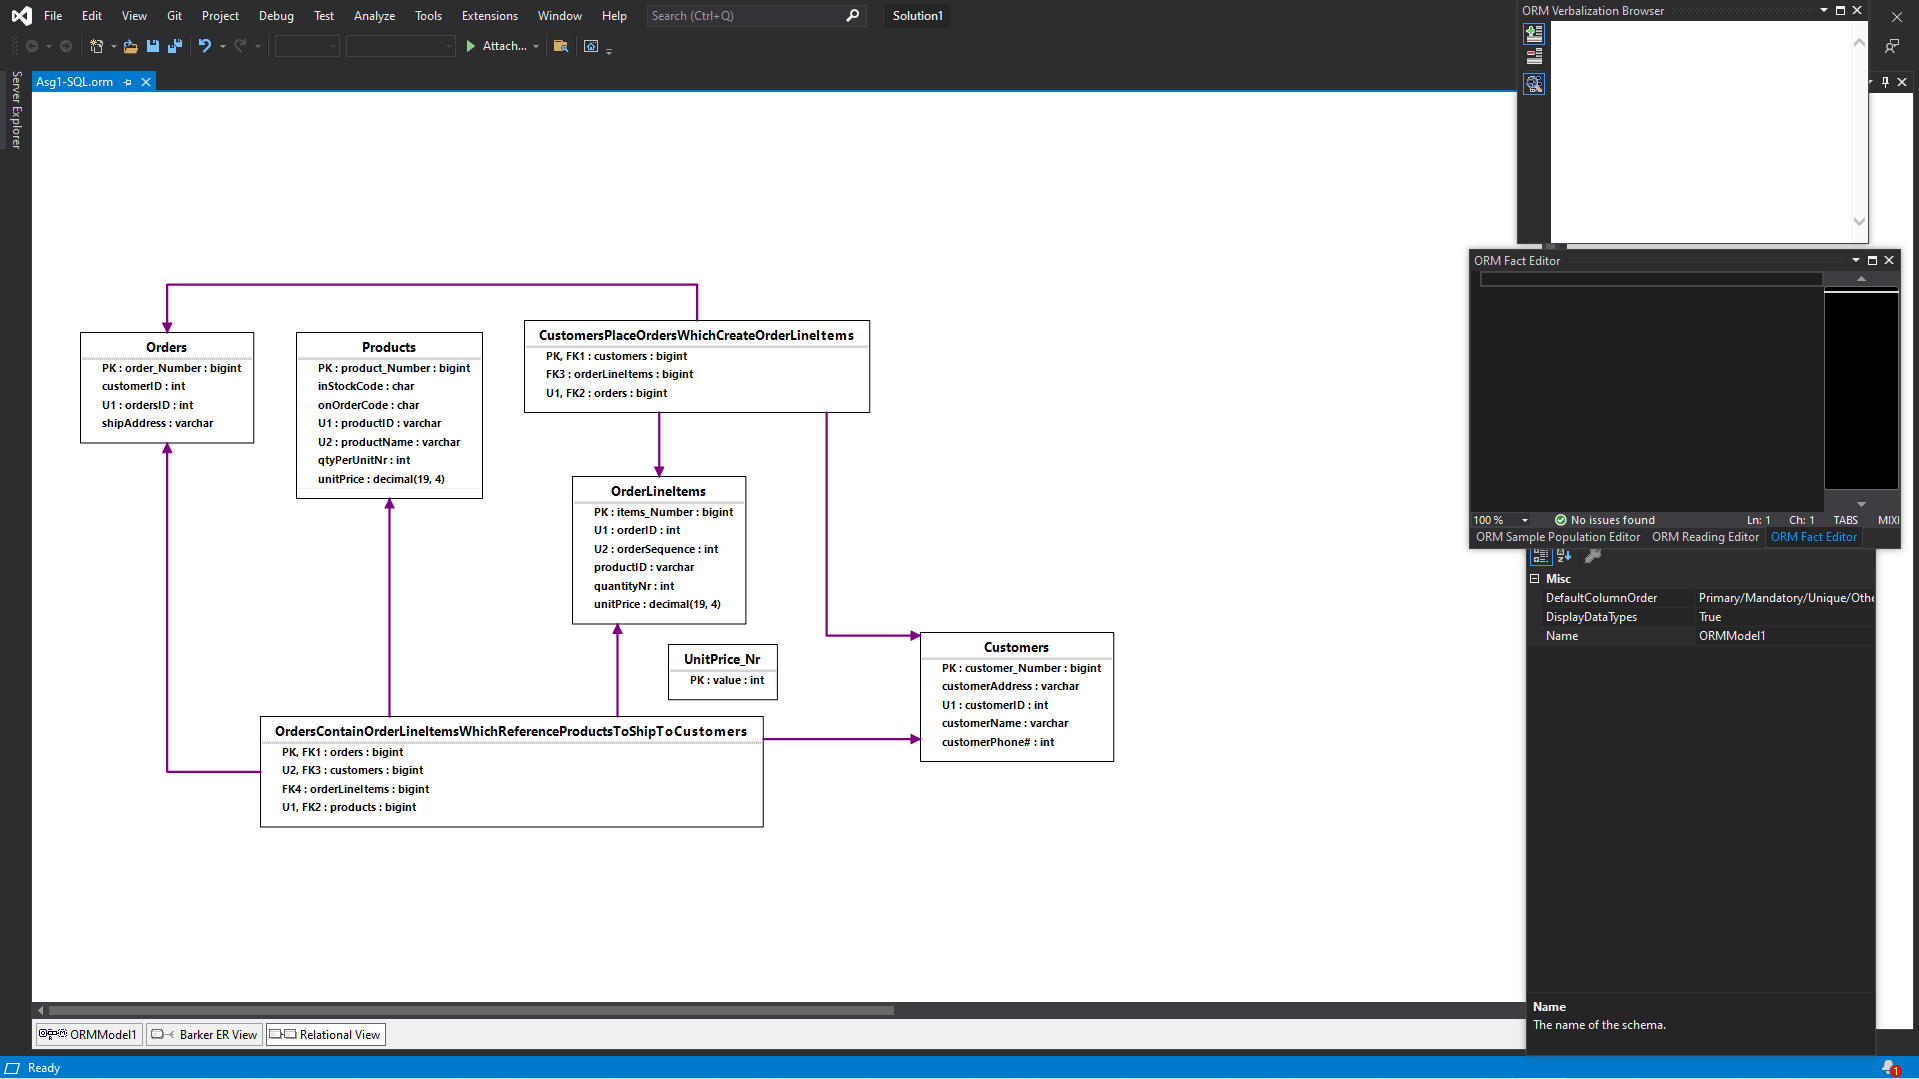 File Edit View Git Project Debug Test Analyze Tools Extensions Window Help Search (Ctrl+Q) Solution1
Attach...
Server Explorer
Asg1-SQL.orm
Orders
PK : order_Number : bigint
customerID : int
U1 : ordersID : int
shipAddress : varchar
Products
PK : product_Number : bigint
inStockCode : char
onOrderCode : char
U1 : productID : varchar
U2 : productName : varchar
qtyPerUnitNr : int
unitPrice : decimal(19, 4)
CustomersPlaceOrdersWhichCreateOrderLineItems
PK, FK1 : customers : bigint
FK3 : orderLineItems : bigint
U1, FK2 : orders : bigint
OrderLineItems
PK : items_Number : bigint
U1 : orderID : int
U2 : orderSequence : int
productID : varchar
quantityNr : int
unitPrice : decimal(19, 4)
UnitPrice_Nr
PK : value : int
Customers
PK : customer_Number : bigint
customerAddress : varchar
U1 : customerID : int
customerName : varchar
customerPhone# : int
OrdersContainOrderLineItemsWhichReferenceProductsToShipToCustomers
PK, FK1 : orders : bigint
U2, FK3 : customers : bigint
FK4 : orderLineItems : bigint
U1, FK2 : products : bigint
ORM Verbalization Browser
ORM Fact Editor
100 % No issues found Ln: 1 Ch: 1 TABS MIXI
ORM Sample Population Editor ORM Reading Editor ORM Fact Editor
Misc
DefaultColumnOrder Primary/Mandatory/Unique/Othe
DisplayDataTypes True
Name ORMModel1
Name
The name of the schema.
ORMModel1 Barker ER View Relational View
Ready
1